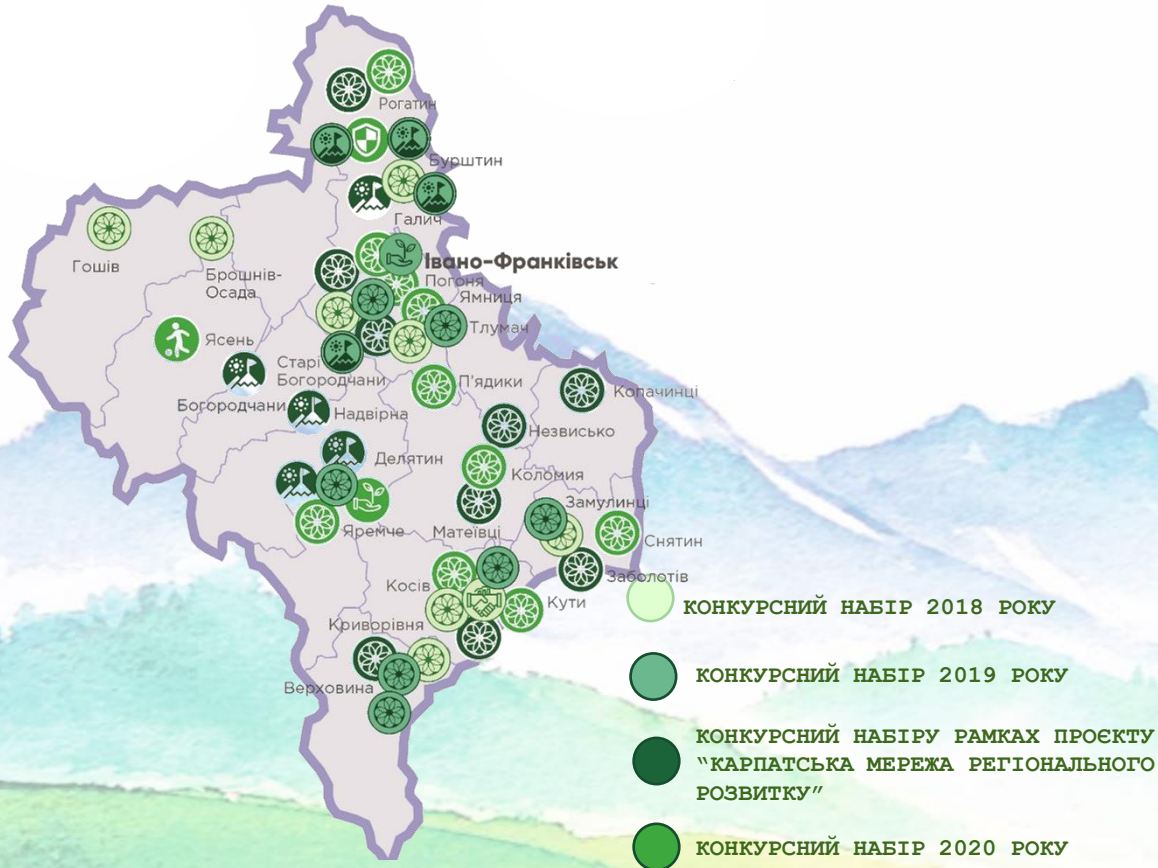 Рогатин
Бурштин
Галич
Гошів
Брошнів-
Осада
Івано-Франківськ
Погоня
Ямниця
Тлумач
Ясень
Старі
Богородчани
Богородчани
П'ядики
Копачинці
Надвірна
Незвисько
Делятин
Коломия
Замулинці
Яремче
Матеївці
Снятин
Заболотів
Косів
Кути
Криворівня
Верховина
КОНКУРСНИЙ НАБІР 2018 РОКУ
КОНКУРСНИЙ НАБІР 2019 РОКУ
КОНКУРСНИЙ НАБІРУ РАМКАХ ПРОЄКТУ
“КАРПАТСЬКА МЕРЕЖА РЕГІОНАЛЬНОГО
РОЗВИТКУ”
КОНКУРСНИЙ НАБІР 2020 РОКУ